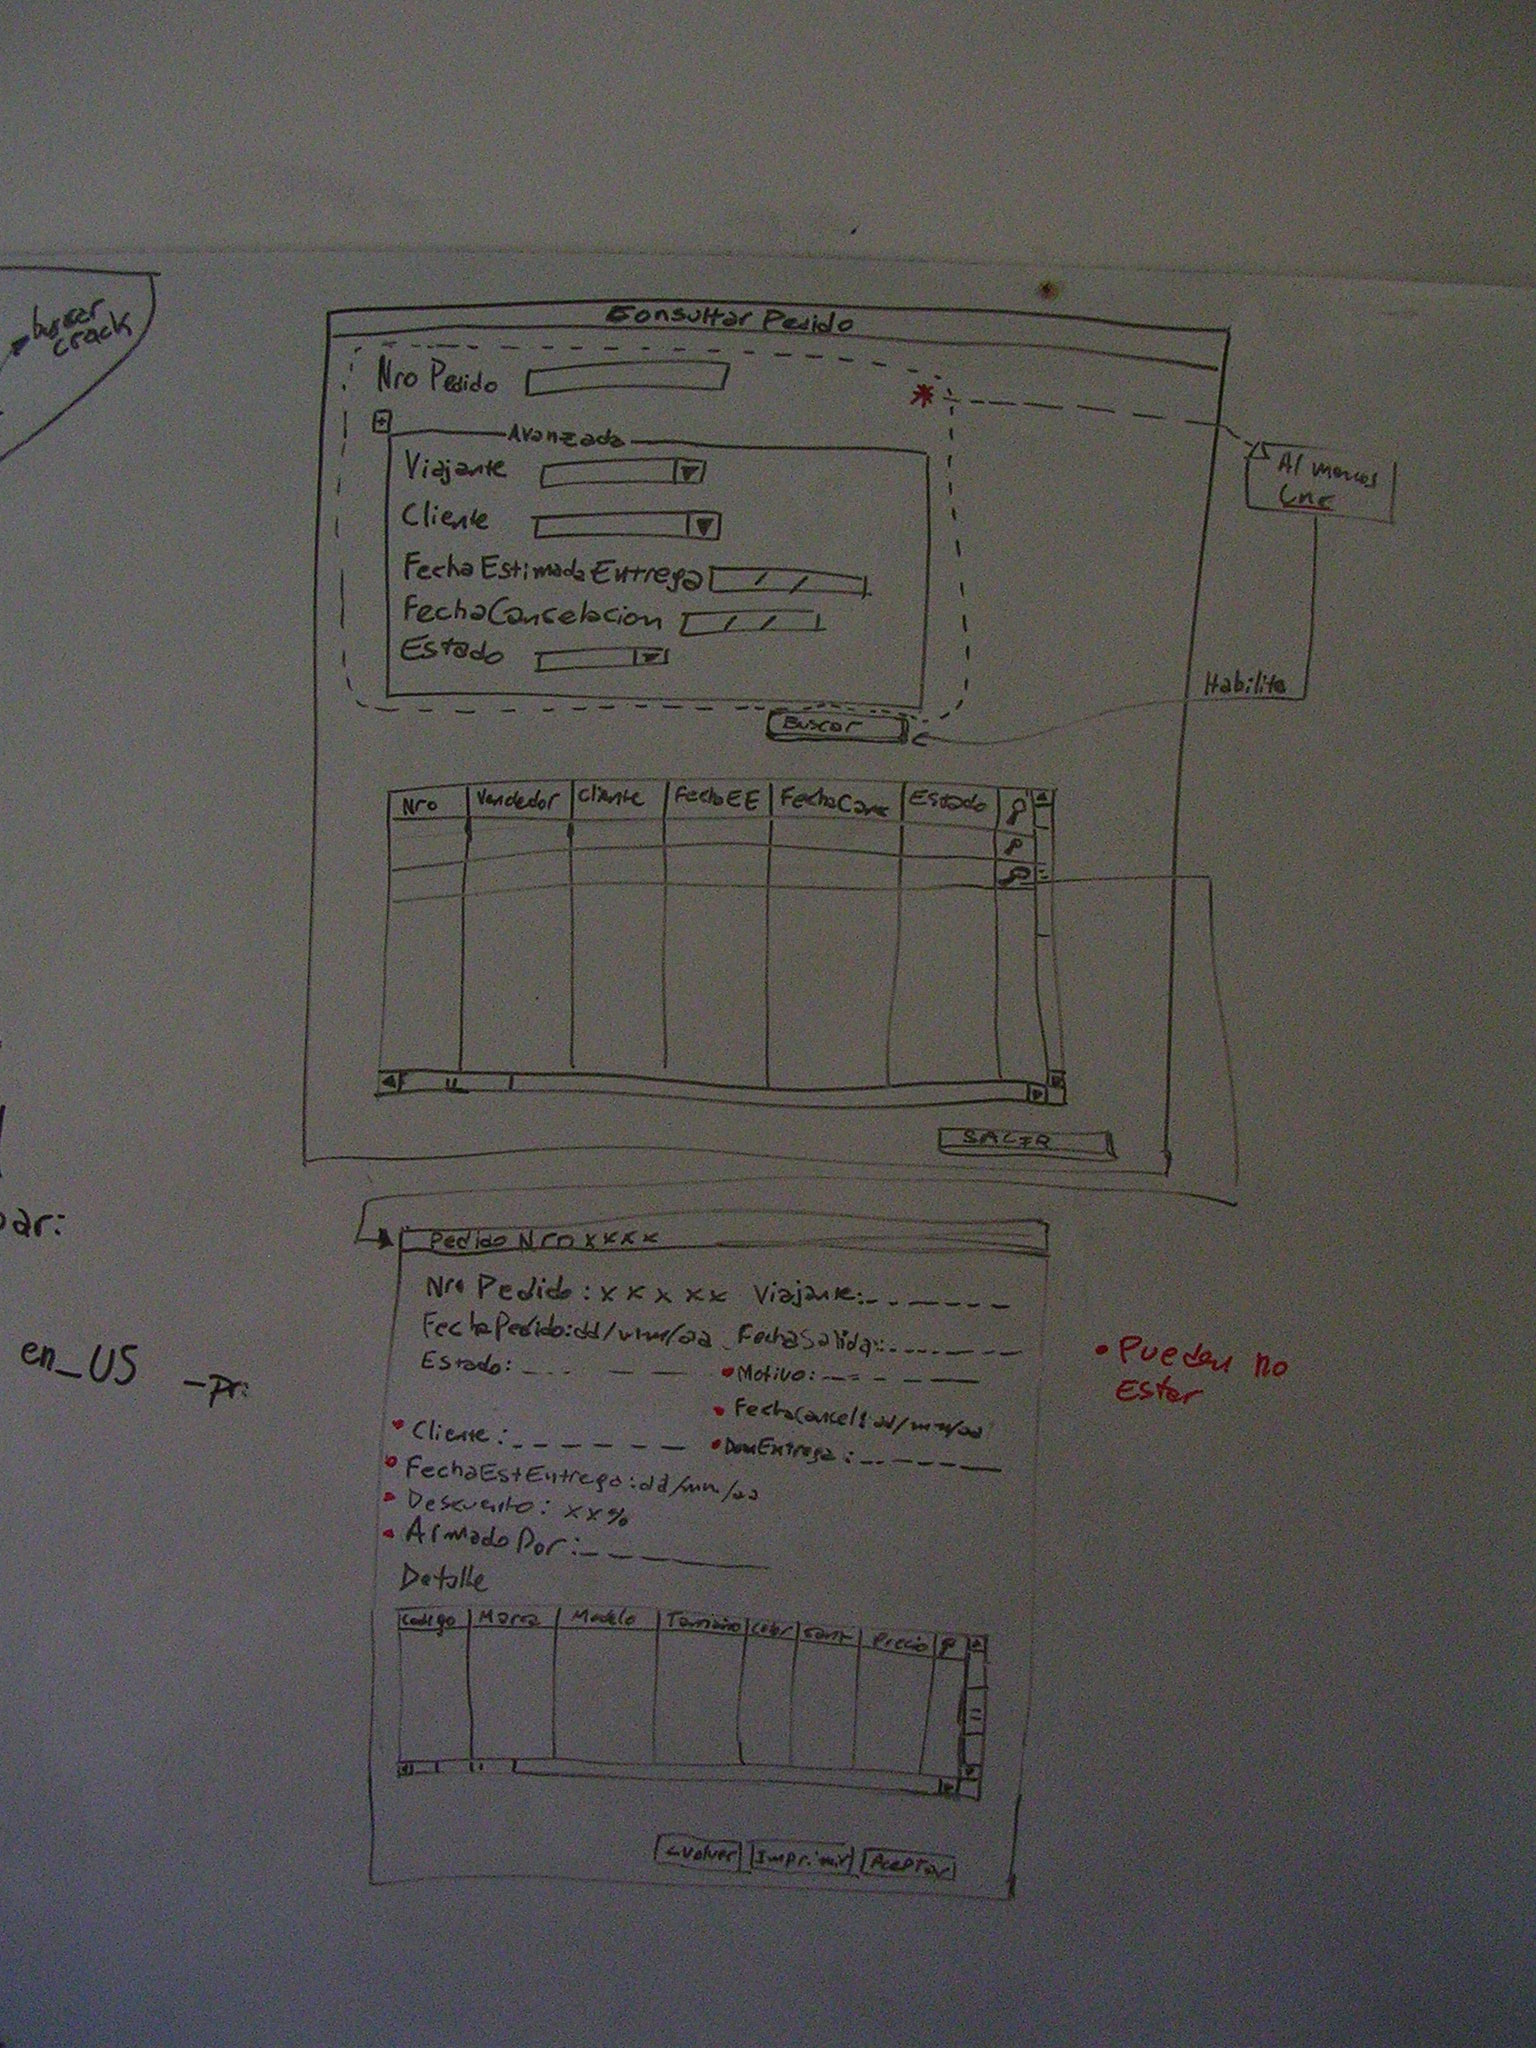 buscar
crack
Consultar Pedido
Nro Pedido
*
+
Avanzada
Viajante
Cliente
FechaEstimadaEntrega / /
FechaCancelacion / /
Estado
Al menos
Habilita
Buscar
Nro Vendedor Cliente FechaEE FechaCanc Estado
SALIR
Pedido Nro xxxx
Nro Pedido: xxxxx Viajante:
FechaPedido: dd/mm/aa FechaSalida:
Estado: • Motivo:
• FechaCancel: dd/mm/aa
• Cliente: • DomEntrega:
• FechaEstEntrega: dd/mm/aa
• Descuento: xx%
• ArmadoPor:
Detalle
Codigo Marca Modelo Tamaño Color Cant Precio
<Volver Imprimir Aceptar
• Pueden no
Estar
ar:
en_US -pr: